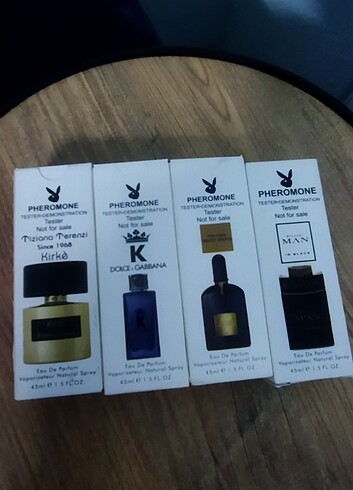 PHEROMONE
TESTER-DEMONSTRATION
Tester
Not for sale
Tiziana Terenzi
Since 1968
Kirkè
Eau De Parfum
Vaporisateur Natural Spray
45ml e 1.5 FL.OZ.
PHEROMONE
TESTER-DEMONSTRATION
Tester
Not for sale
K
DOLCE & GABBANA
Eau De Parfum
Vaporisateur Natural Spray
45ml e 1.5 FL.OZ.
PHEROMONE
TESTER-DEMONSTRATION
Tester
Not for sale
Eau De Parfum
Vaporisateur Natural Spray
45ml e 1.5 FL.OZ.
PHEROMONE
TESTER-DEMONSTRATION
Tester
Not for sale
MAN
IN BLACK
Eau De Parfum
Vaporisateur Natural Spray
45ml e 1.5 FL.OZ.